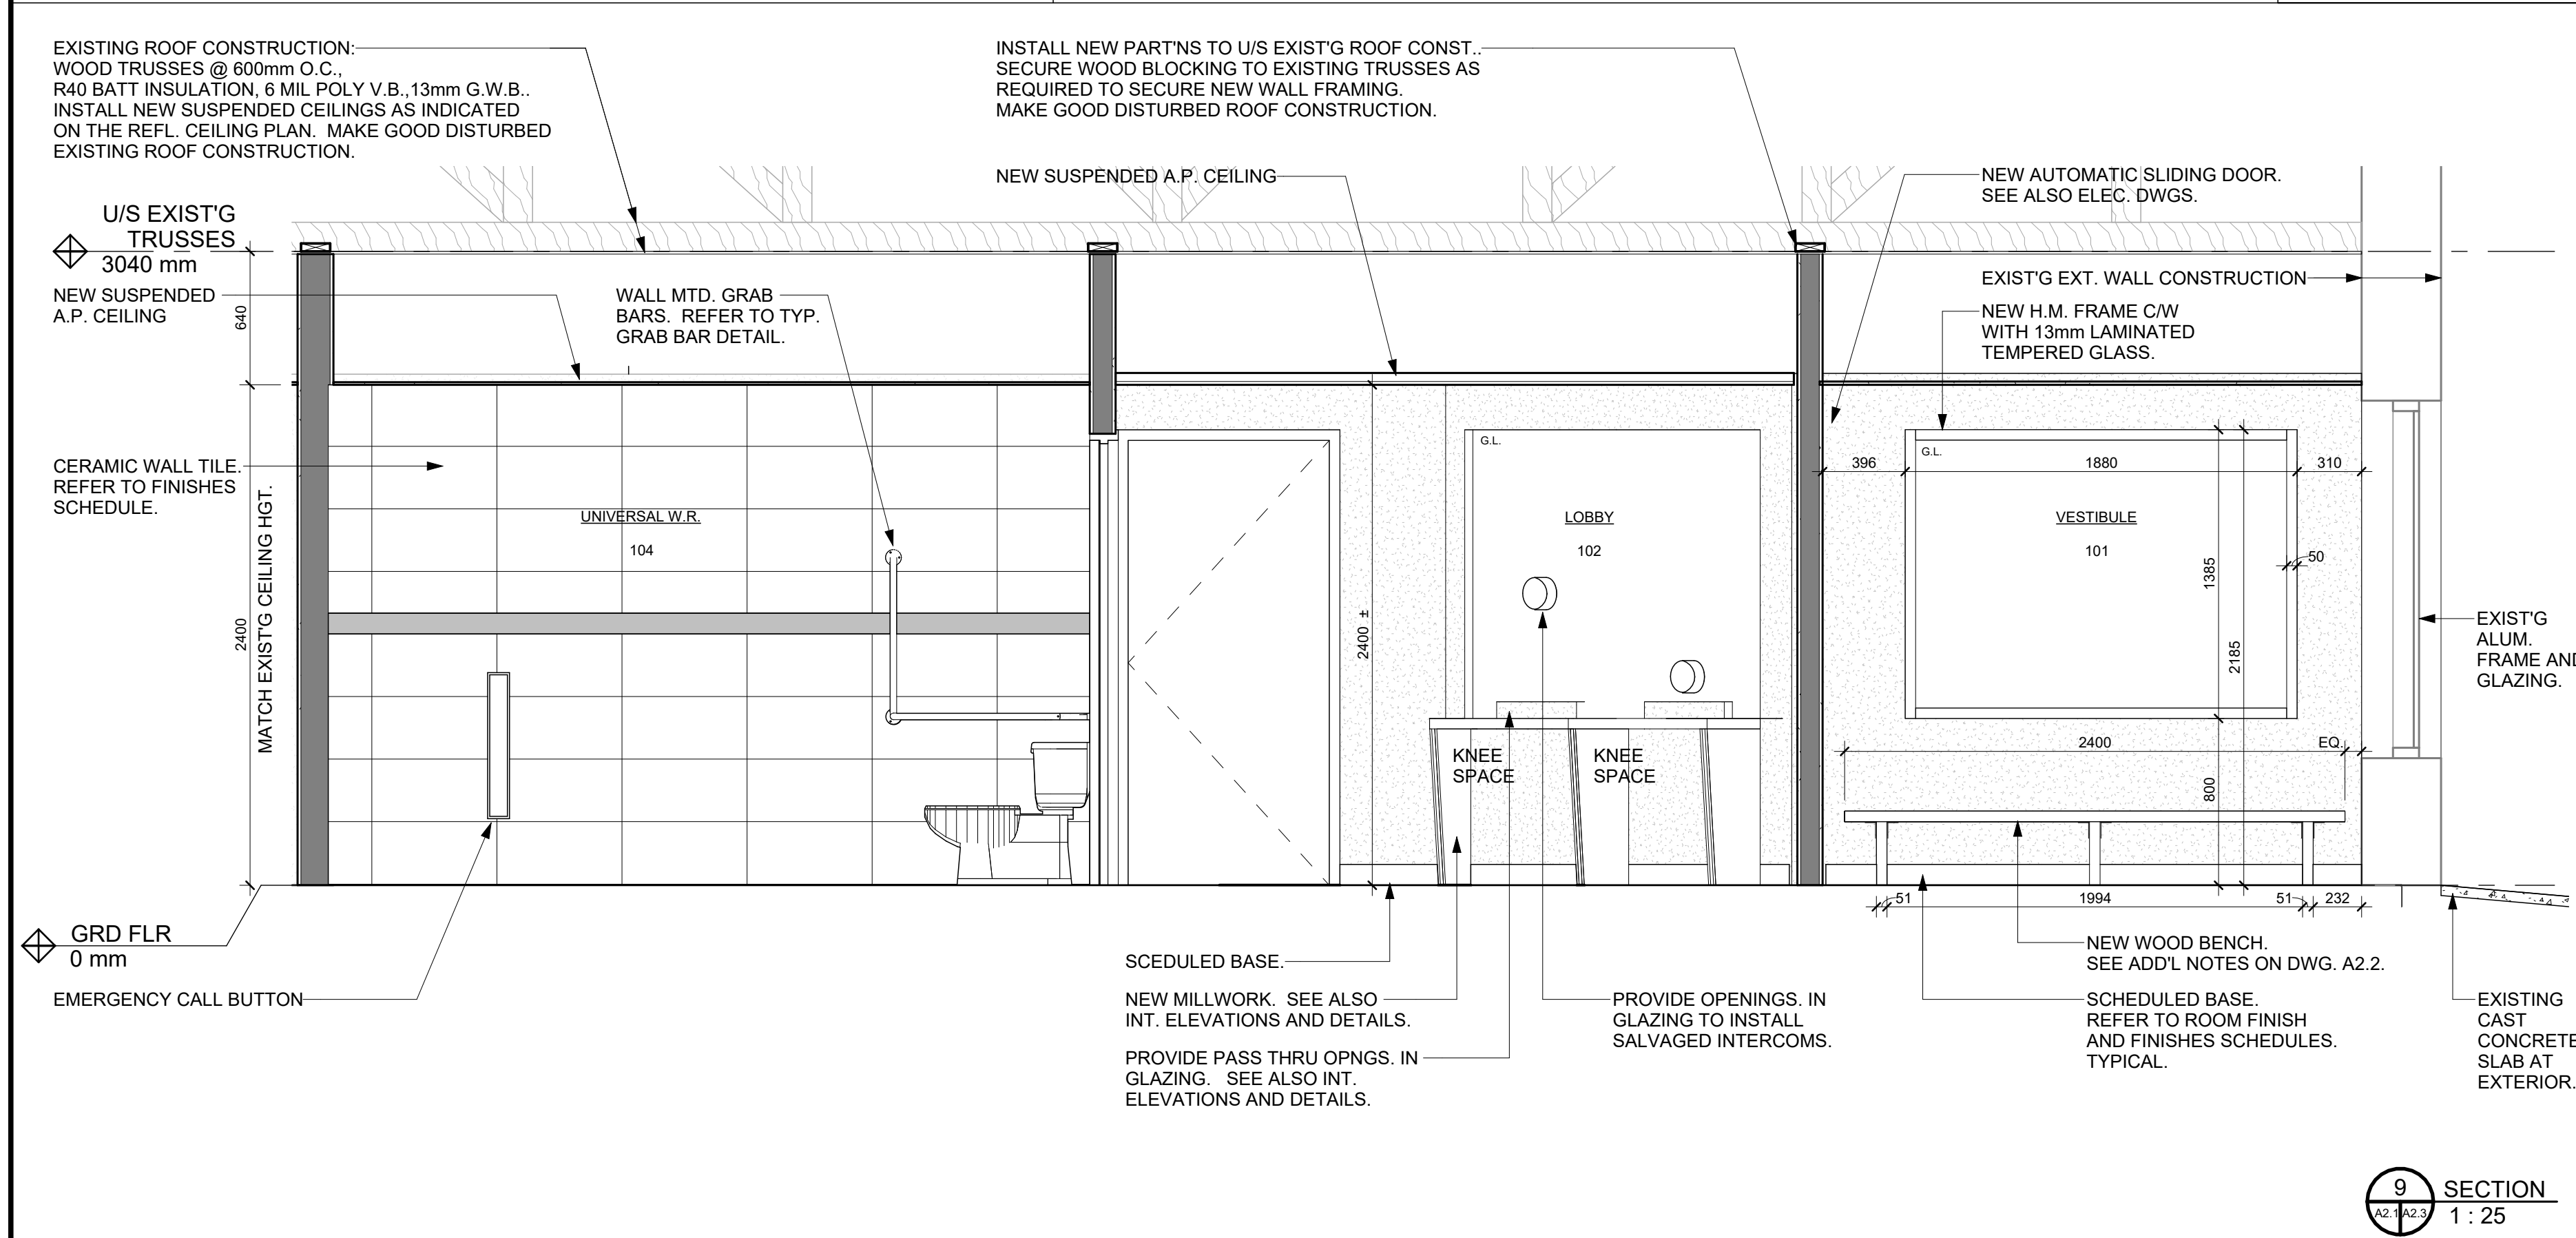 EXISTING ROOF CONSTRUCTION:
WOOD TRUSSES @ 600mm O.C.,
R40 BATT INSULATION, 6 MIL POLY V.B.,13mm G.W.B..
INSTALL NEW SUSPENDED CEILINGS AS INDICATED
ON THE REFL. CEILING PLAN. MAKE GOOD DISTURBED
EXISTING ROOF CONSTRUCTION.
INSTALL NEW PART'NS TO U/S EXIST'G ROOF CONST..
SECURE WOOD BLOCKING TO EXISTING TRUSSES AS
REQUIRED TO SECURE NEW WALL FRAMING.
MAKE GOOD DISTURBED ROOF CONSTRUCTION.
NEW SUSPENDED A.P. CEILING
NEW AUTOMATIC SLIDING DOOR.
SEE ALSO ELEC. DWGS.
U/S EXIST'G
TRUSSES
3040 mm
NEW SUSPENDED
A.P. CEILING
640
WALL MTD. GRAB
BARS. REFER TO TYP.
GRAB BAR DETAIL.
EXIST'G EXT. WALL CONSTRUCTION
NEW H.M. FRAME C/W
WITH 13mm LAMINATED
TEMPERED GLASS.
CERAMIC WALL TILE.
REFER TO FINISHES
SCHEDULE.
2400
MATCH EXIST'G CEILING HGT.
UNIVERSAL W.R.
104
G.L.
LOBBY
102
2400 ±
KNEE
SPACE
KNEE
SPACE
G.L.
396
1880
310
VESTIBULE
101
1385
50
2185
2400
EQ.
800
EXIST'G
ALUM.
FRAME AND
GLAZING.
51
1994
51
232
GRD FLR
0 mm
EMERGENCY CALL BUTTON
SCEDULED BASE.
NEW MILLWORK. SEE ALSO
INT. ELEVATIONS AND DETAILS.
PROVIDE PASS THRU OPNGS. IN
GLAZING. SEE ALSO INT.
ELEVATIONS AND DETAILS.
PROVIDE OPENINGS. IN
GLAZING TO INSTALL
SALVAGED INTERCOMS.
NEW WOOD BENCH.
SEE ADD'L NOTES ON DWG. A2.2.
SCHEDULED BASE.
REFER TO ROOM FINISH
AND FINISHES SCHEDULES.
TYPICAL.
EXISTING
CAST
CONCRETE
SLAB AT
EXTERIOR.
9
A2.1 A2.3
SECTION
1 : 25